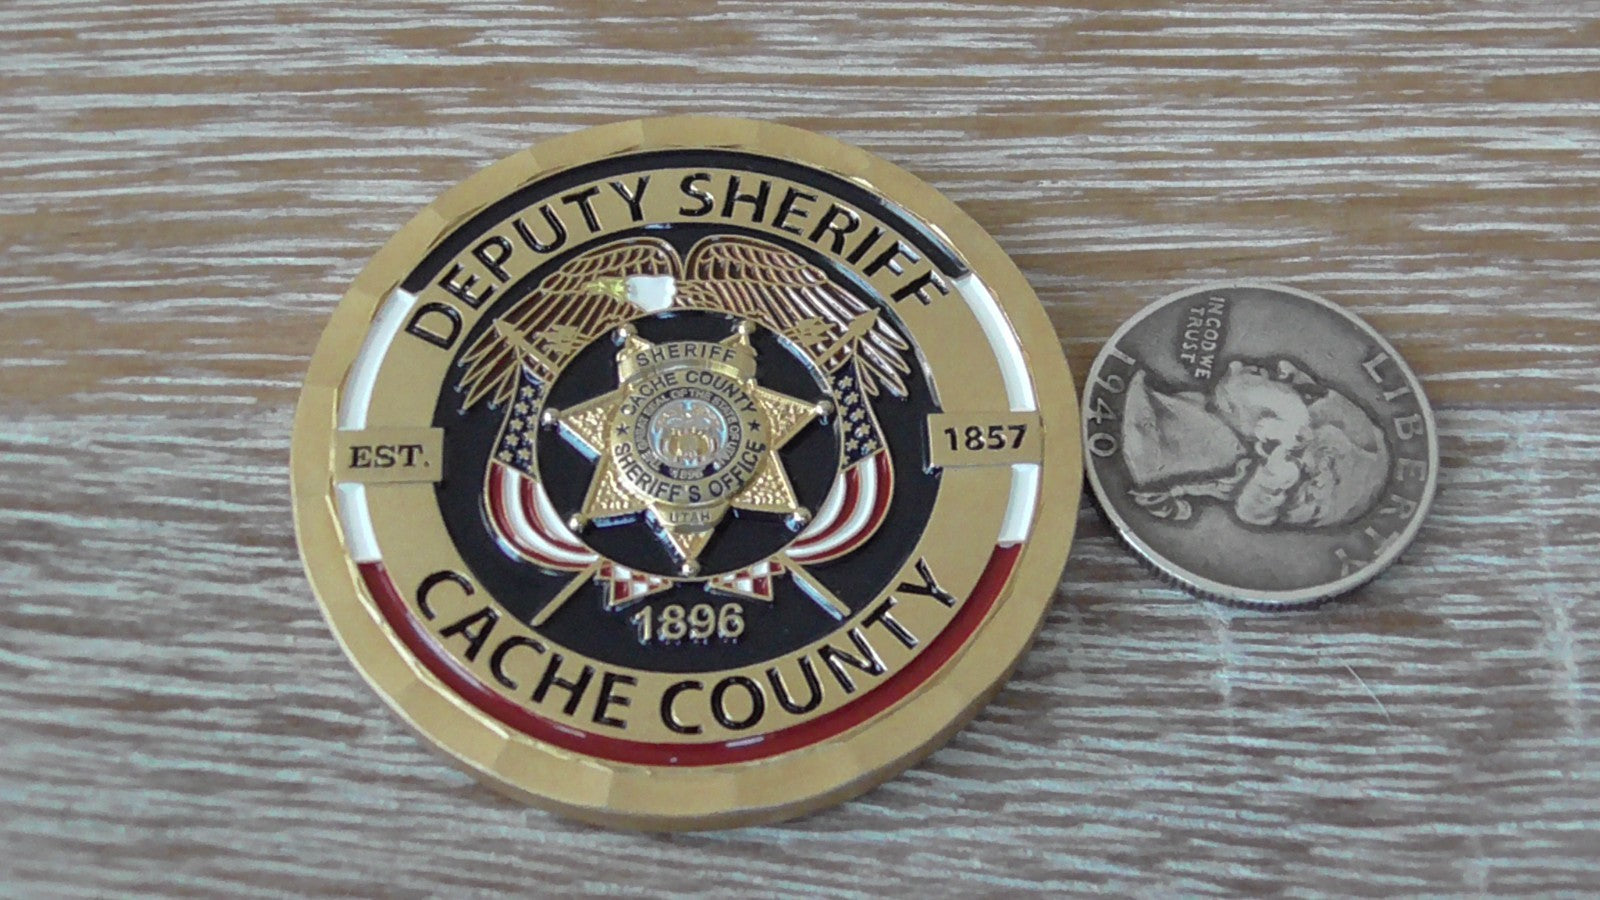 DEPUTY SHERIFF
EST.
1857
SHERIFF
CACHE COUNTY
SHERIFF'S OFFICE
UTAH
1896
CACHE COUNTY
LIBERTY
IN GOD WE
TRUST
1940